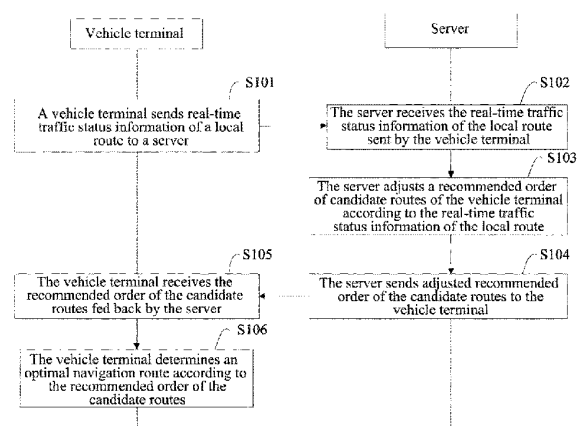 Vehicle terminal
Server
S101
A vehicle terminal sends real-time
traffic status information of a local
route to a server
S102
The server receives the real-time traffic
status information of the local route
sent by the vehicle terminal
S103
The server adjusts a recommended order
of candidate routes of the vehicle terminal
according to the real-time traffic
status information of the local route
S104
The server sends adjusted recommended
order of the candidate routes to the
vehicle terminal
S105
The vehicle terminal receives the
recommended order of the candidate
routes fed back by the server
S106
The vehicle terminal determines an
optimal navigation route according to
the recommended order of the
candidate routes